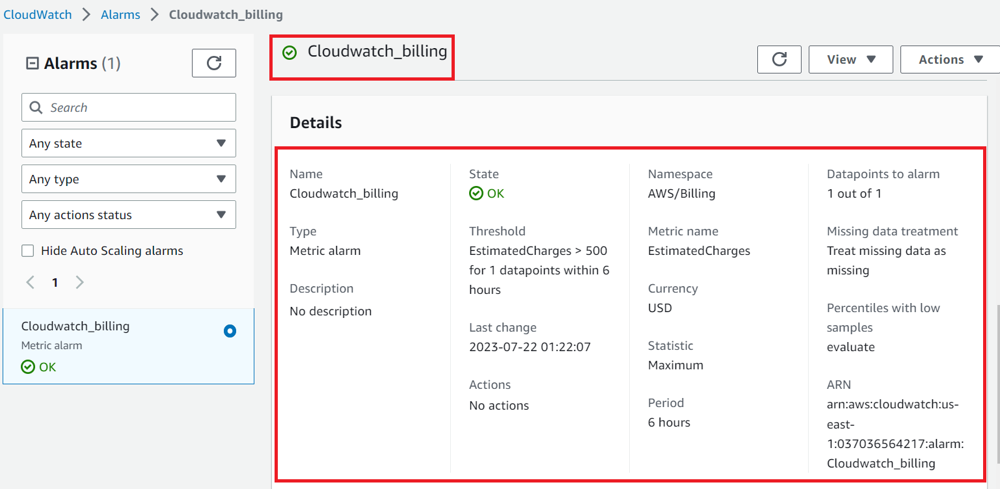 CloudWatch > Alarms > Cloudwatch_billing
Alarms (1)
Search
Any state
Any type
Any actions status
Hide Auto Scaling alarms
1
Cloudwatch_billing
Metric alarm
OK
Cloudwatch_billing
View
Actions
Details
Name
Cloudwatch_billing
Type
Metric alarm
Description
No description
State
OK
Threshold
EstimatedCharges > 500
for 1 datapoints within 6
hours
Last change
2023-07-22 01:22:07
Actions
No actions
Namespace
AWS/Billing
Metric name
EstimatedCharges
Currency
USD
Statistic
Maximum
Period
6 hours
Datapoints to alarm
1 out of 1
Missing data treatment
Treat missing data as
missing
Percentiles with low
samples
evaluate
ARN
arn:aws:cloudwatch:us-
east-
1:037036564217:alarm:
Cloudwatch_billing